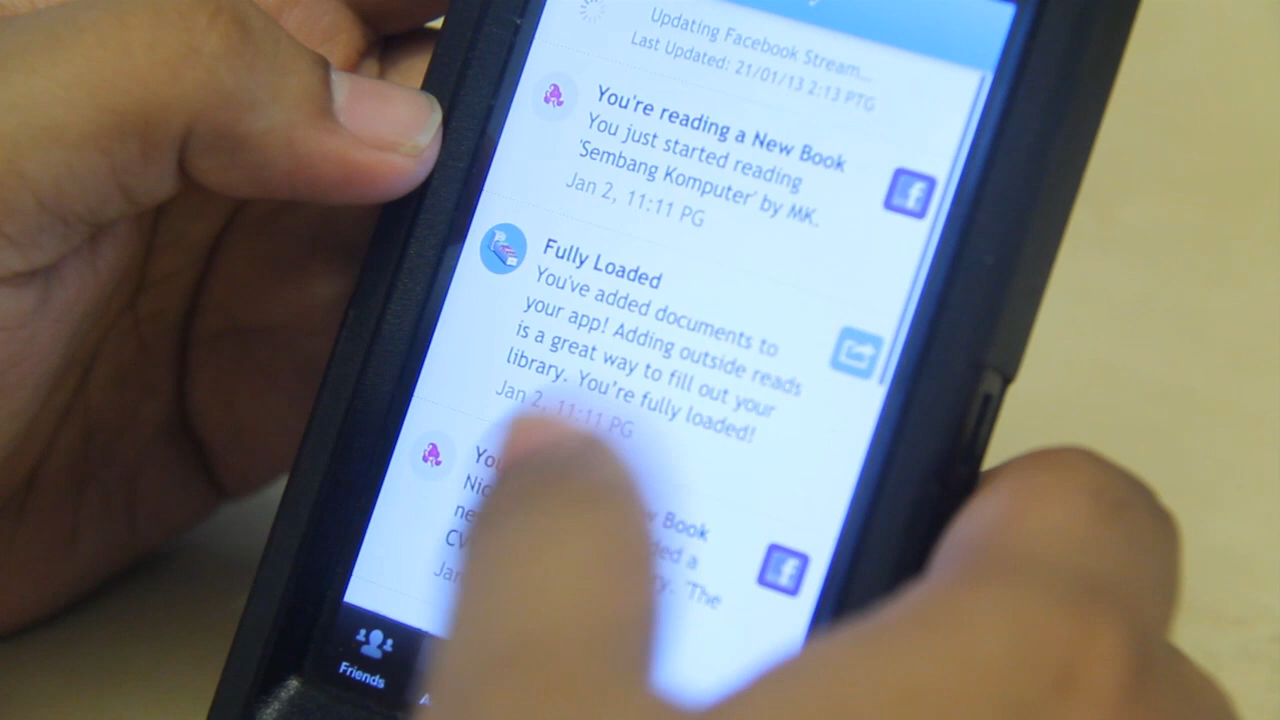 Updating Facebook Stream...
Last Updated: 21/01/13 2:13 PTG
You're reading a New Book
You just started reading
'Sembang Komputer' by MK.
Jan 2, 11:11 PG
Fully Loaded
You've added documents to
your app! Adding outside reads
is a great way to fill out your
library. You're fully loaded!
Jan 2, 11:11 PG
Book
a
'The
CV
Jan
Friends